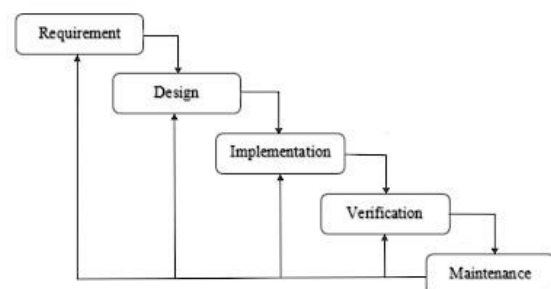 Requirement
Design
Implementation
Verification
Maintenance